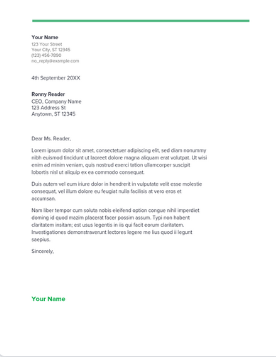 Your Name
123 Your Street
Your City, ST 12345
(123) 456-7890
no_reply@example.com
4th September 20XX
Ronny Reader
CEO, Company Name
123 Address St
Anytown, ST 12345
Dear Ms. Reader,
Lorem ipsum dolor sit amet, consectetuer adipiscing elit, sed diam nonummy
nibh euismod tincidunt ut laoreet dolore magna aliquam erat volutpat. Ut wisi
enim ad minim veniam, quis nostrud exerci tation ullamcorper suscipit
lobortis nisl ut aliquip ex ea commodo consequat.
Duis autem vel eum iriure dolor in hendrerit in vulputate velit esse molestie
consequat, vel illum dolore eu feugiat nulla facilisis at vero eros et
accumsan.
Nam liber tempor cum soluta nobis eleifend option congue nihil imperdiet
doming id quod mazim placerat facer possim assum. Typi non habent
claritatem insitam; est usus legentis in iis qui facit eorum claritatem.
Investigationes demonstraverunt lectores legere me lius quod ii legunt
saepius.
Sincerely,
Your Name